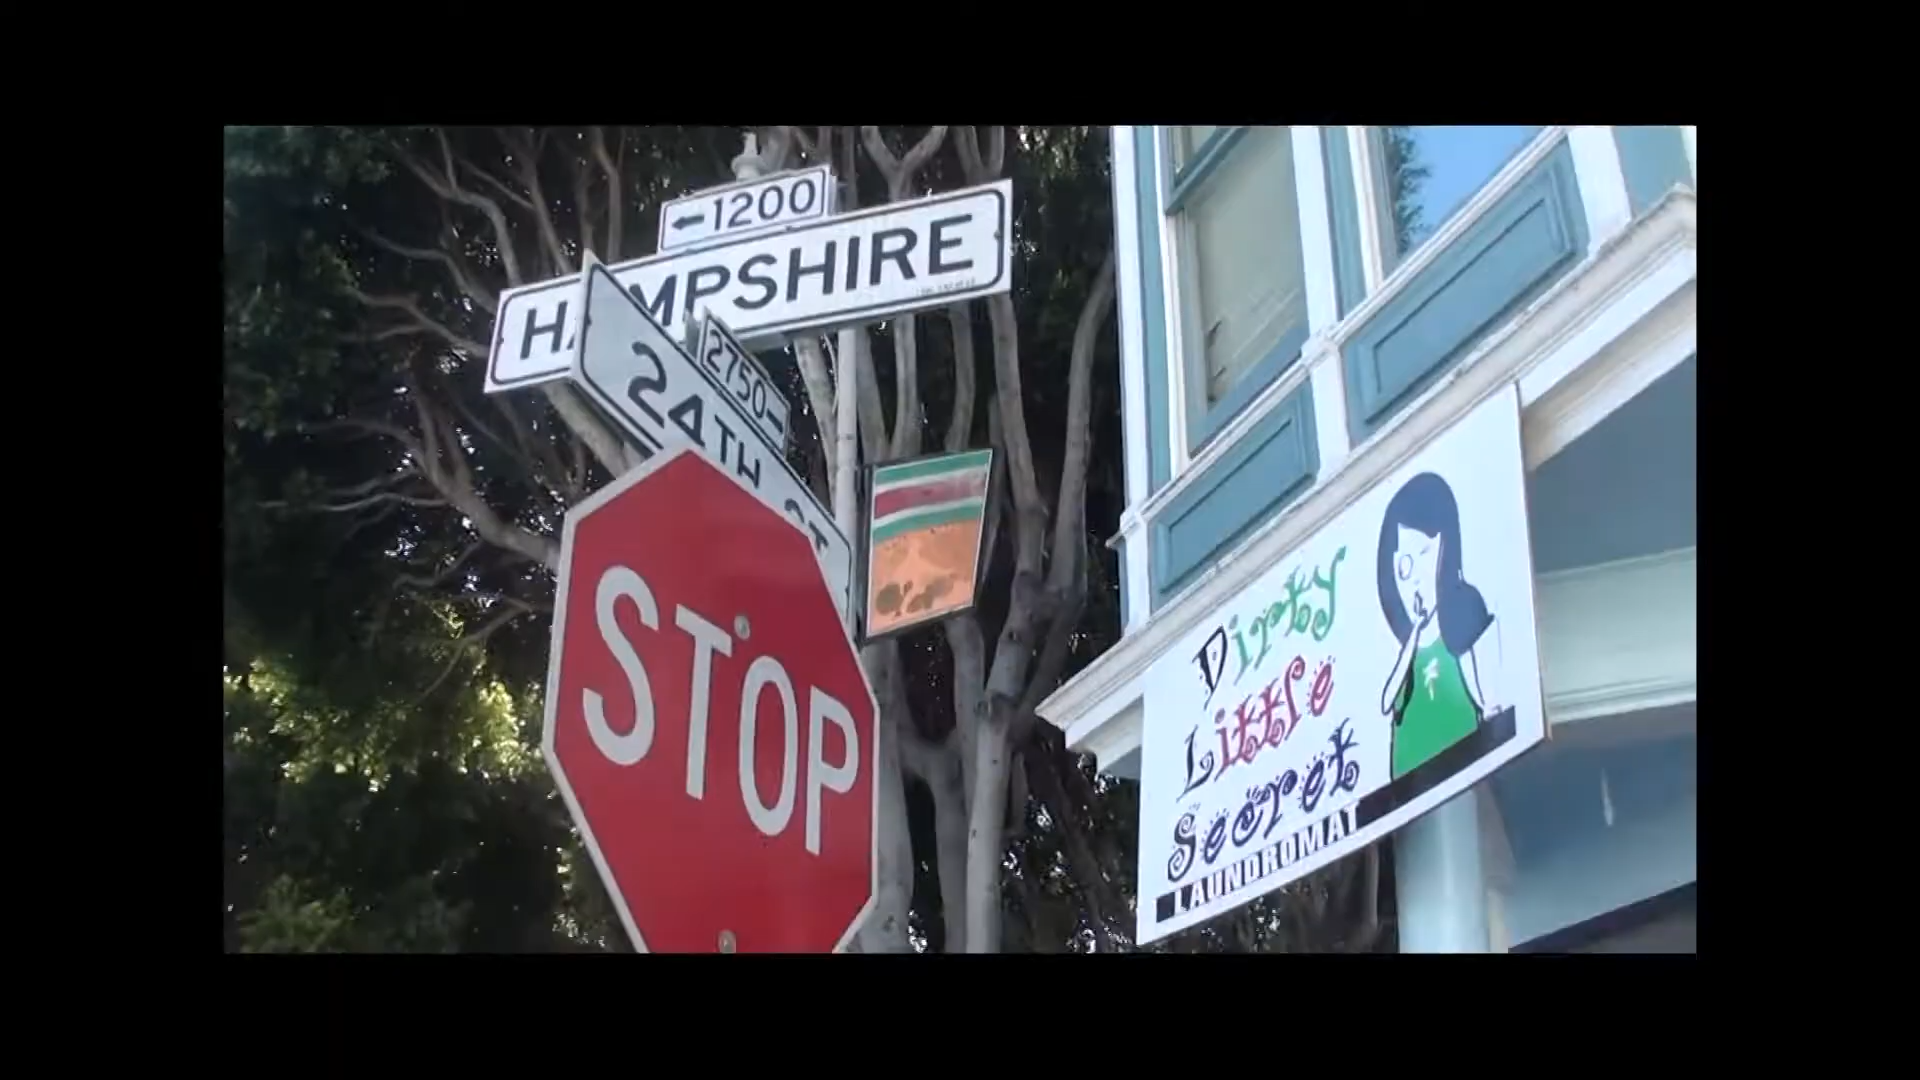 ←1200
HAMPSHIRE
2750
24TH ST
STOP
Dirty
Little
Secret
LAUNDROMAT